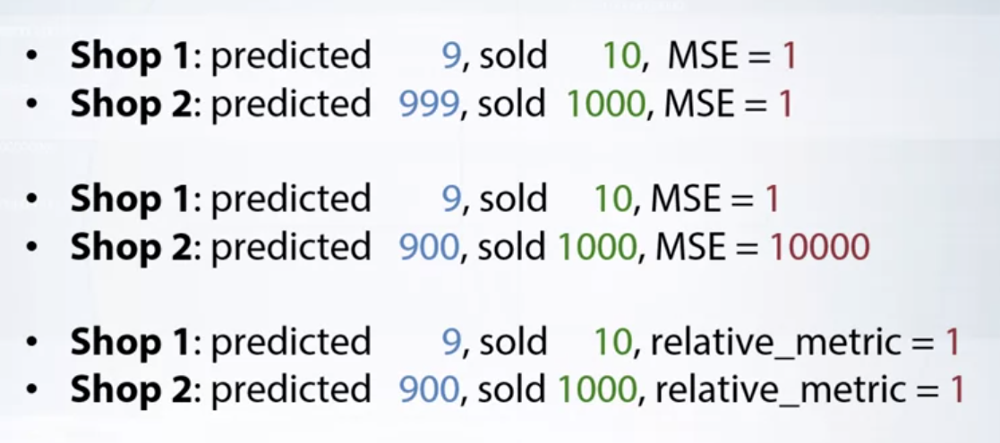 • Shop 1: predicted 9, sold 10, MSE = 1
• Shop 2: predicted 999, sold 1000, MSE = 1
• Shop 1: predicted 9, sold 10, MSE = 1
• Shop 2: predicted 900, sold 1000, MSE = 10000
• Shop 1: predicted 9, sold 10, relative_metric = 1
• Shop 2: predicted 900, sold 1000, relative_metric = 1